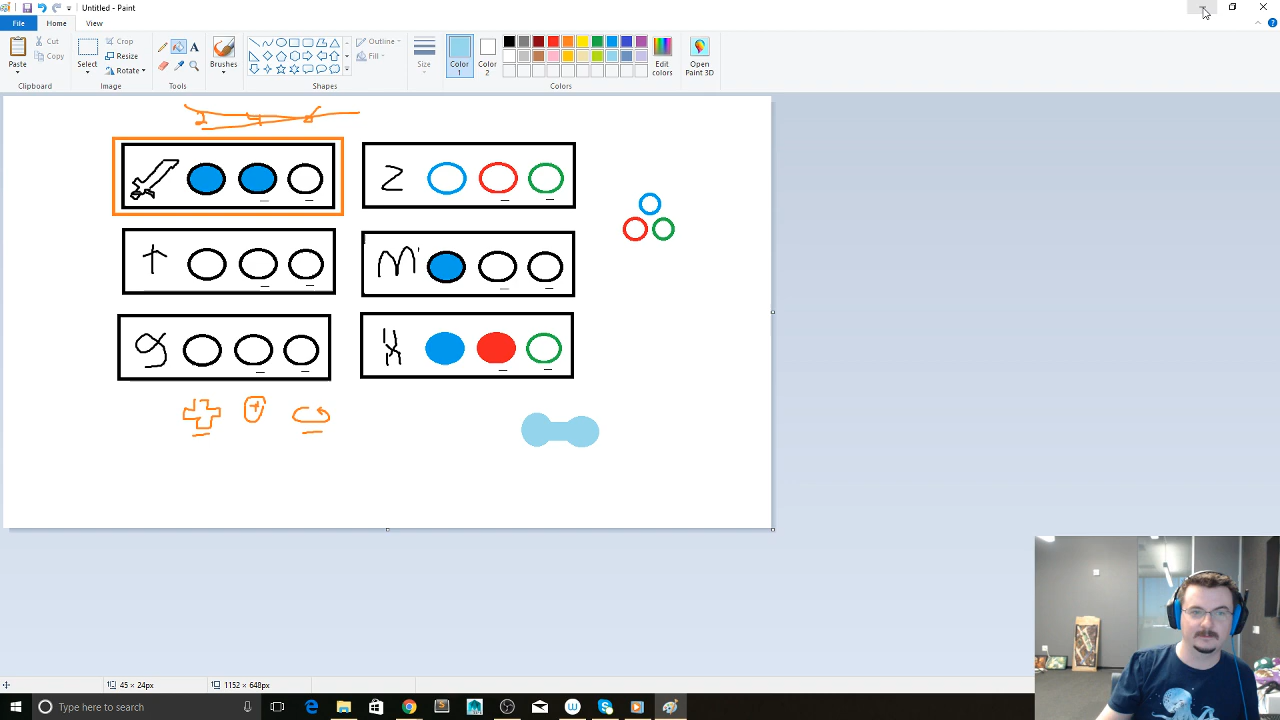 Untitled - Paint
File Home View
Paste
Cut
Copy
Clipboard
Select
Crop
Resize
Rotate
Image
A
Tools
Brushes
Shapes
Outline
Fill
Size
Color 1
Color 2
Edit colors
Colors
Open Paint 3D
2 4
Z
t
m
g
K
45 × 24px
1152 × 648px
Type here to search